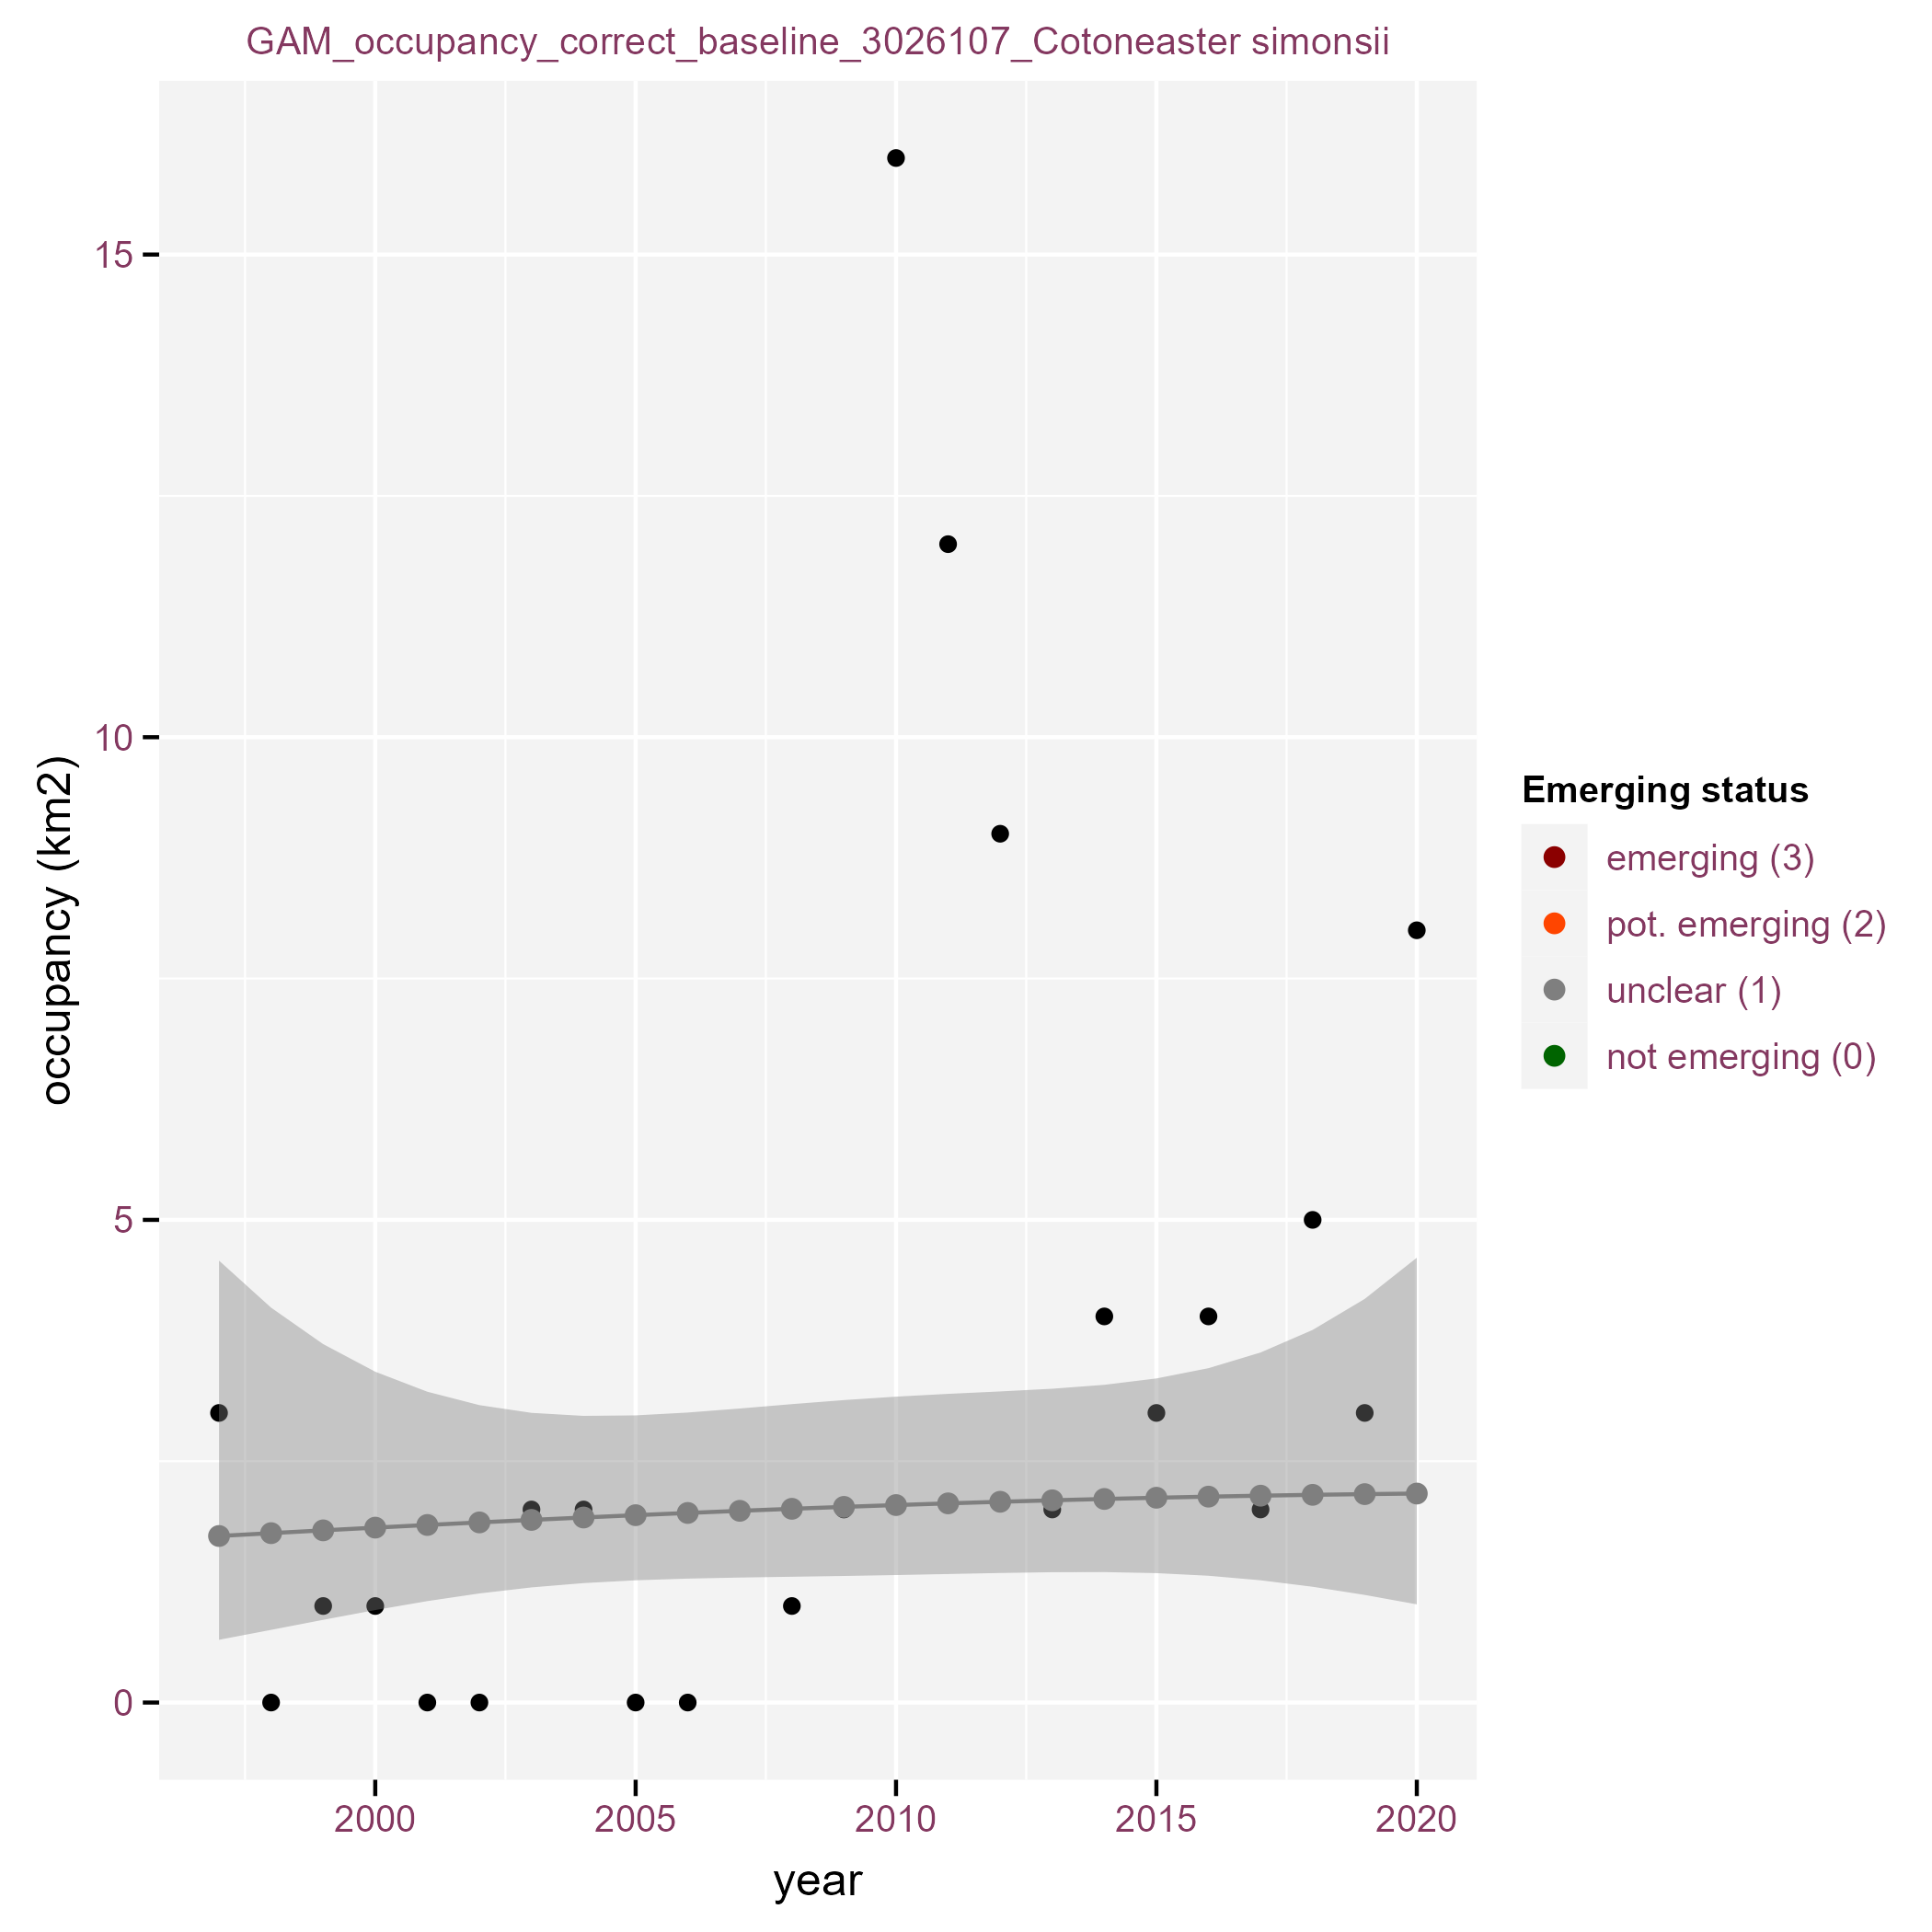 GAM_occupancy_correct_baseline_3026107_Cotoneaster simonsii
occupancy (km2)
15
10
5
0
2000 2005 2010 2015 2020
year
Emerging status
emerging (3)
pot. emerging (2)
unclear (1)
not emerging (0)